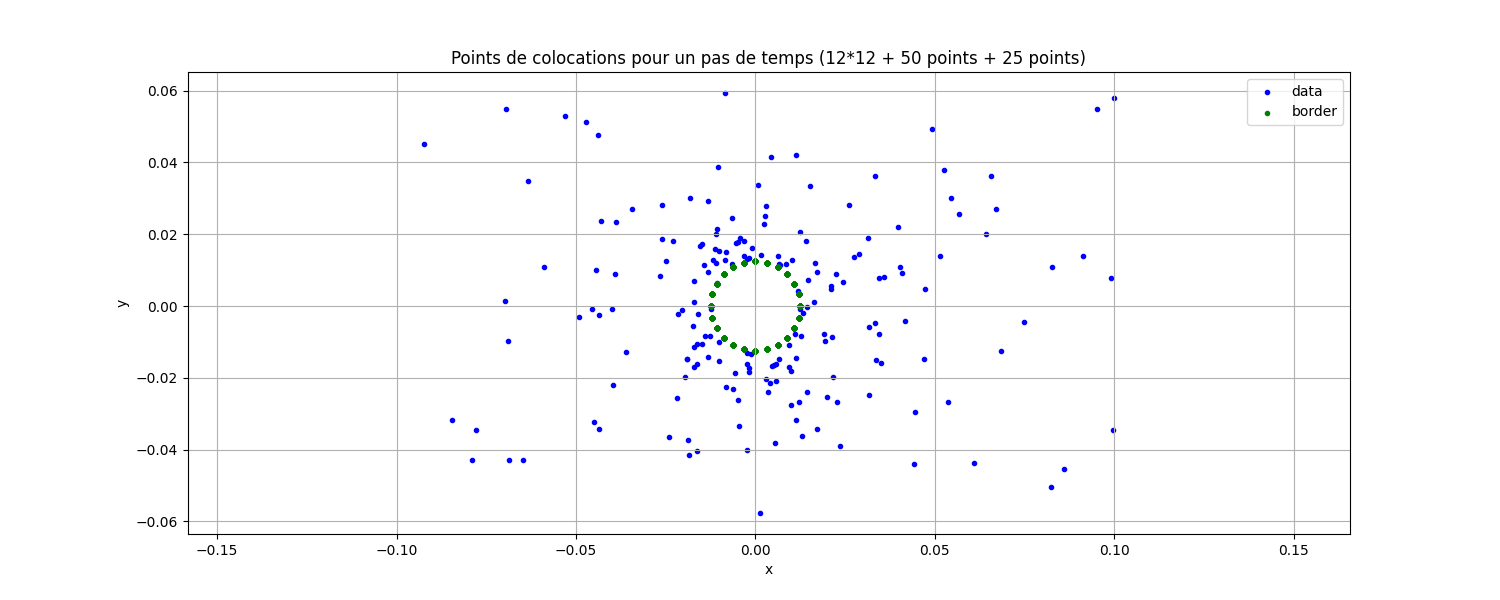 Points de colocations pour un pas de temps (12*12 + 50 points + 25 points)
data
border
0.06
0.04
0.02
0.00
−0.02
−0.04
−0.06
y
−0.15
−0.10
−0.05
0.00
0.05
0.10
0.15
x